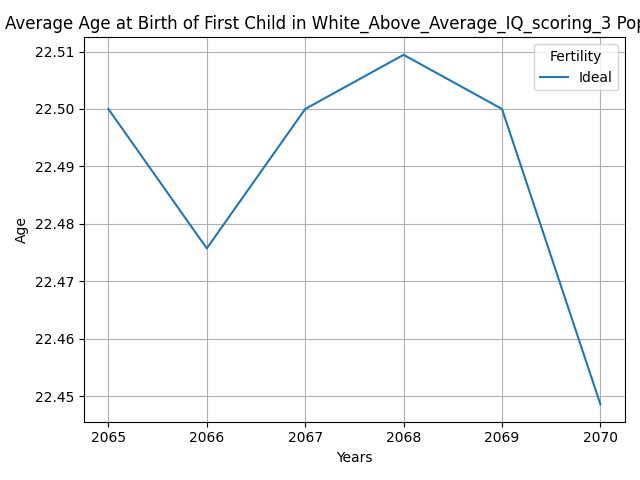 Average Age at Birth of First Child in White_Above_Average_IQ_scoring_3 Pop
Fertility
Ideal
22.51
22.50
22.49
22.48
22.47
22.46
22.45
Age
2065 2066 2067 2068 2069 2070
Years